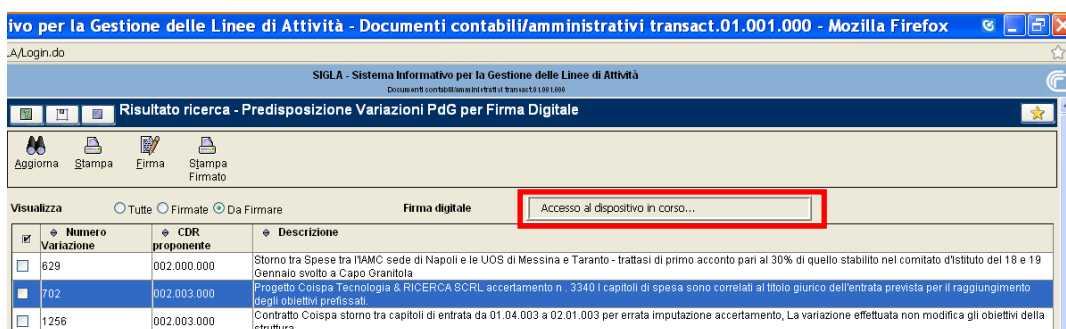 ivo per la Gestione delle Linee di Attività - Documenti contabili/amministrativi transact.01.001.000 - Mozilla Firefox
LA/Login.do
SIGLA - Sistema Informativo per la Gestione delle Linee di Attività
Documenti contabili/amministrativi transact.01.001.000
Risultato ricerca - Predisposizione Variazioni PdG per Firma Digitale
Aggiorna Stampa Firma Stampa Firmato
Visualizza Tutte Firmate Da Firmare Firma digitale Accesso al dispositivo in corso...
Numero Variazione CDR proponente Descrizione
629 002.000.000 Storno tra Spese tra l'IAMC sede di Napoli e le UOS di Messina e Taranto - trattasi di primo acconto pari al 30% di quello stabilito nel comitato d'Istituto del 18 e 19
Gennaio svolto a Capo Granitola
702 002.003.000 Progetto Coispa Tecnologia & RICERCA SCRL accertamento n . 3340 I capitoli di spesa sono correlati al titolo giurico dell'entrata prevista per il raggiungimento
degli obiettivi prefissati.
1256 002.003.000 Contratto Coispa storno tra capitoli di entrata da 01.04.003 a 02.01.003 per errata imputazione accertamento, La variazione effettuata non modifica gli obiettivi della
struttura